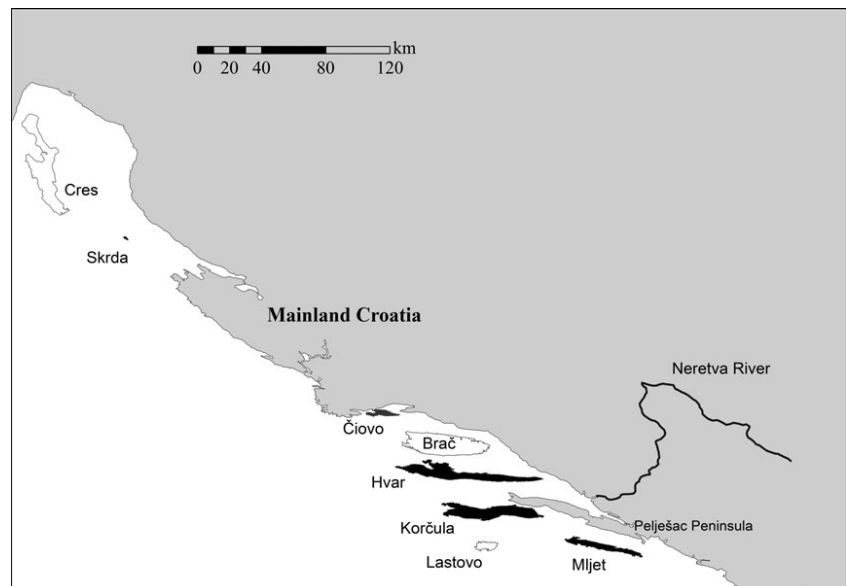 km
0 20 40 80 120
Cres
Skrda
Mainland Croatia
Neretva River
Čiovo
Brač
Hvar
Korčula
Pelješac Peninsula
Lastovo
Mljet